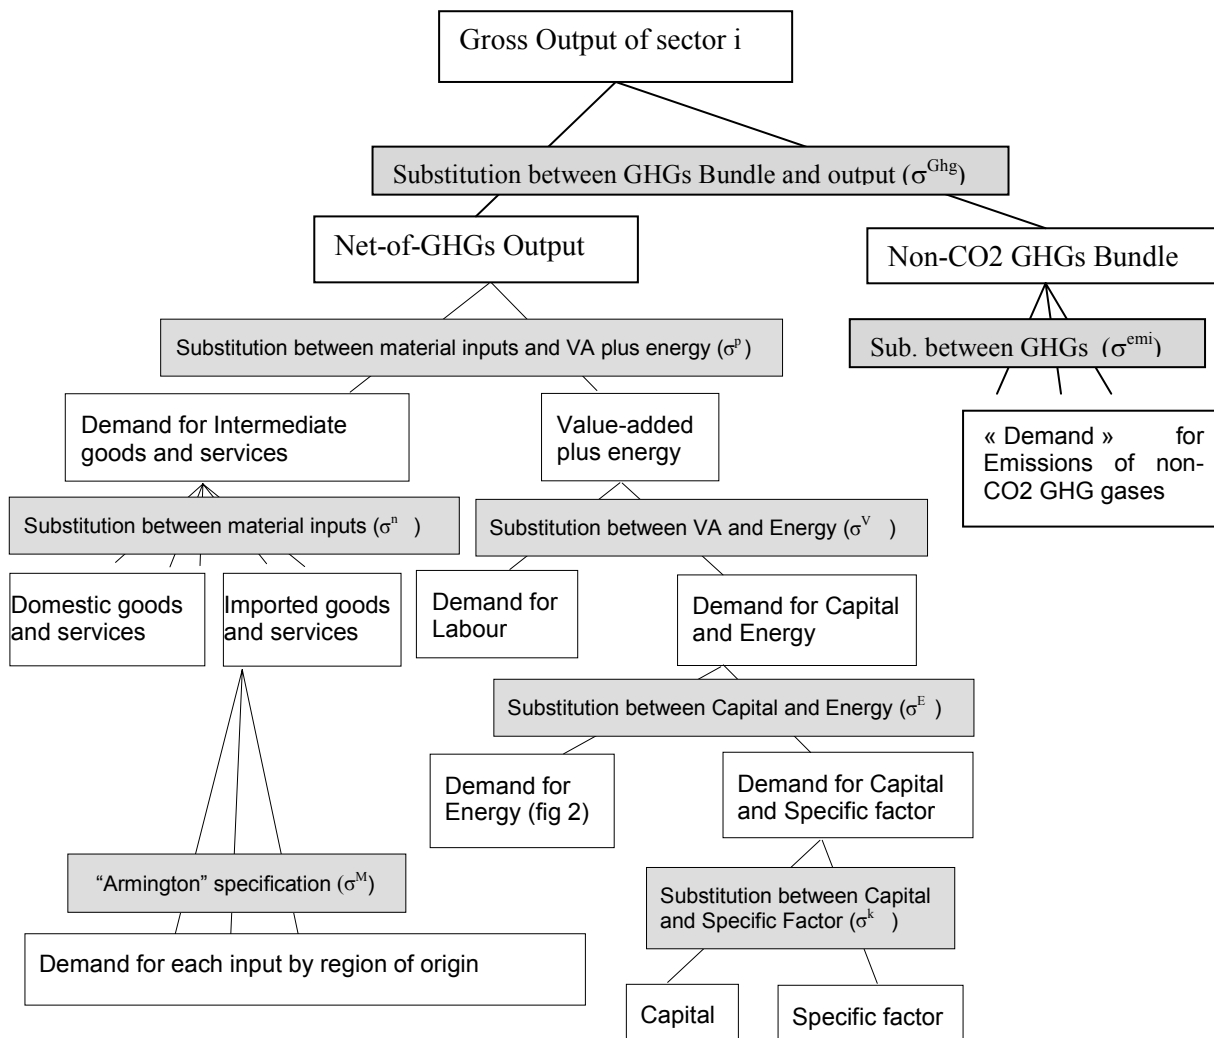 Gross Output of sector i
Substitution between GHGs Bundle and output (σ^Ghg)
Net-of-GHGs Output
Non-CO2 GHGs Bundle
Substitution between material inputs and VA plus energy (σ^p)
Sub. between GHGs (σ^emi)
Demand for Intermediate
goods and services
Value-added
plus energy
« Demand » for
Emissions of non-
CO2 GHG gases
Substitution between material inputs (σ^n )
Substitution between VA and Energy (σ^V )
Domestic goods
and services
Imported goods
and services
Demand for
Labour
Demand for Capital
and Energy
Substitution between Capital and Energy (σ^E )
Demand for
Energy (fig 2)
Demand for Capital
and Specific factor
“Armington” specification (σ^M)
Substitution between Capital
and Specific Factor (σ^k )
Demand for each input by region of origin
Capital
Specific factor